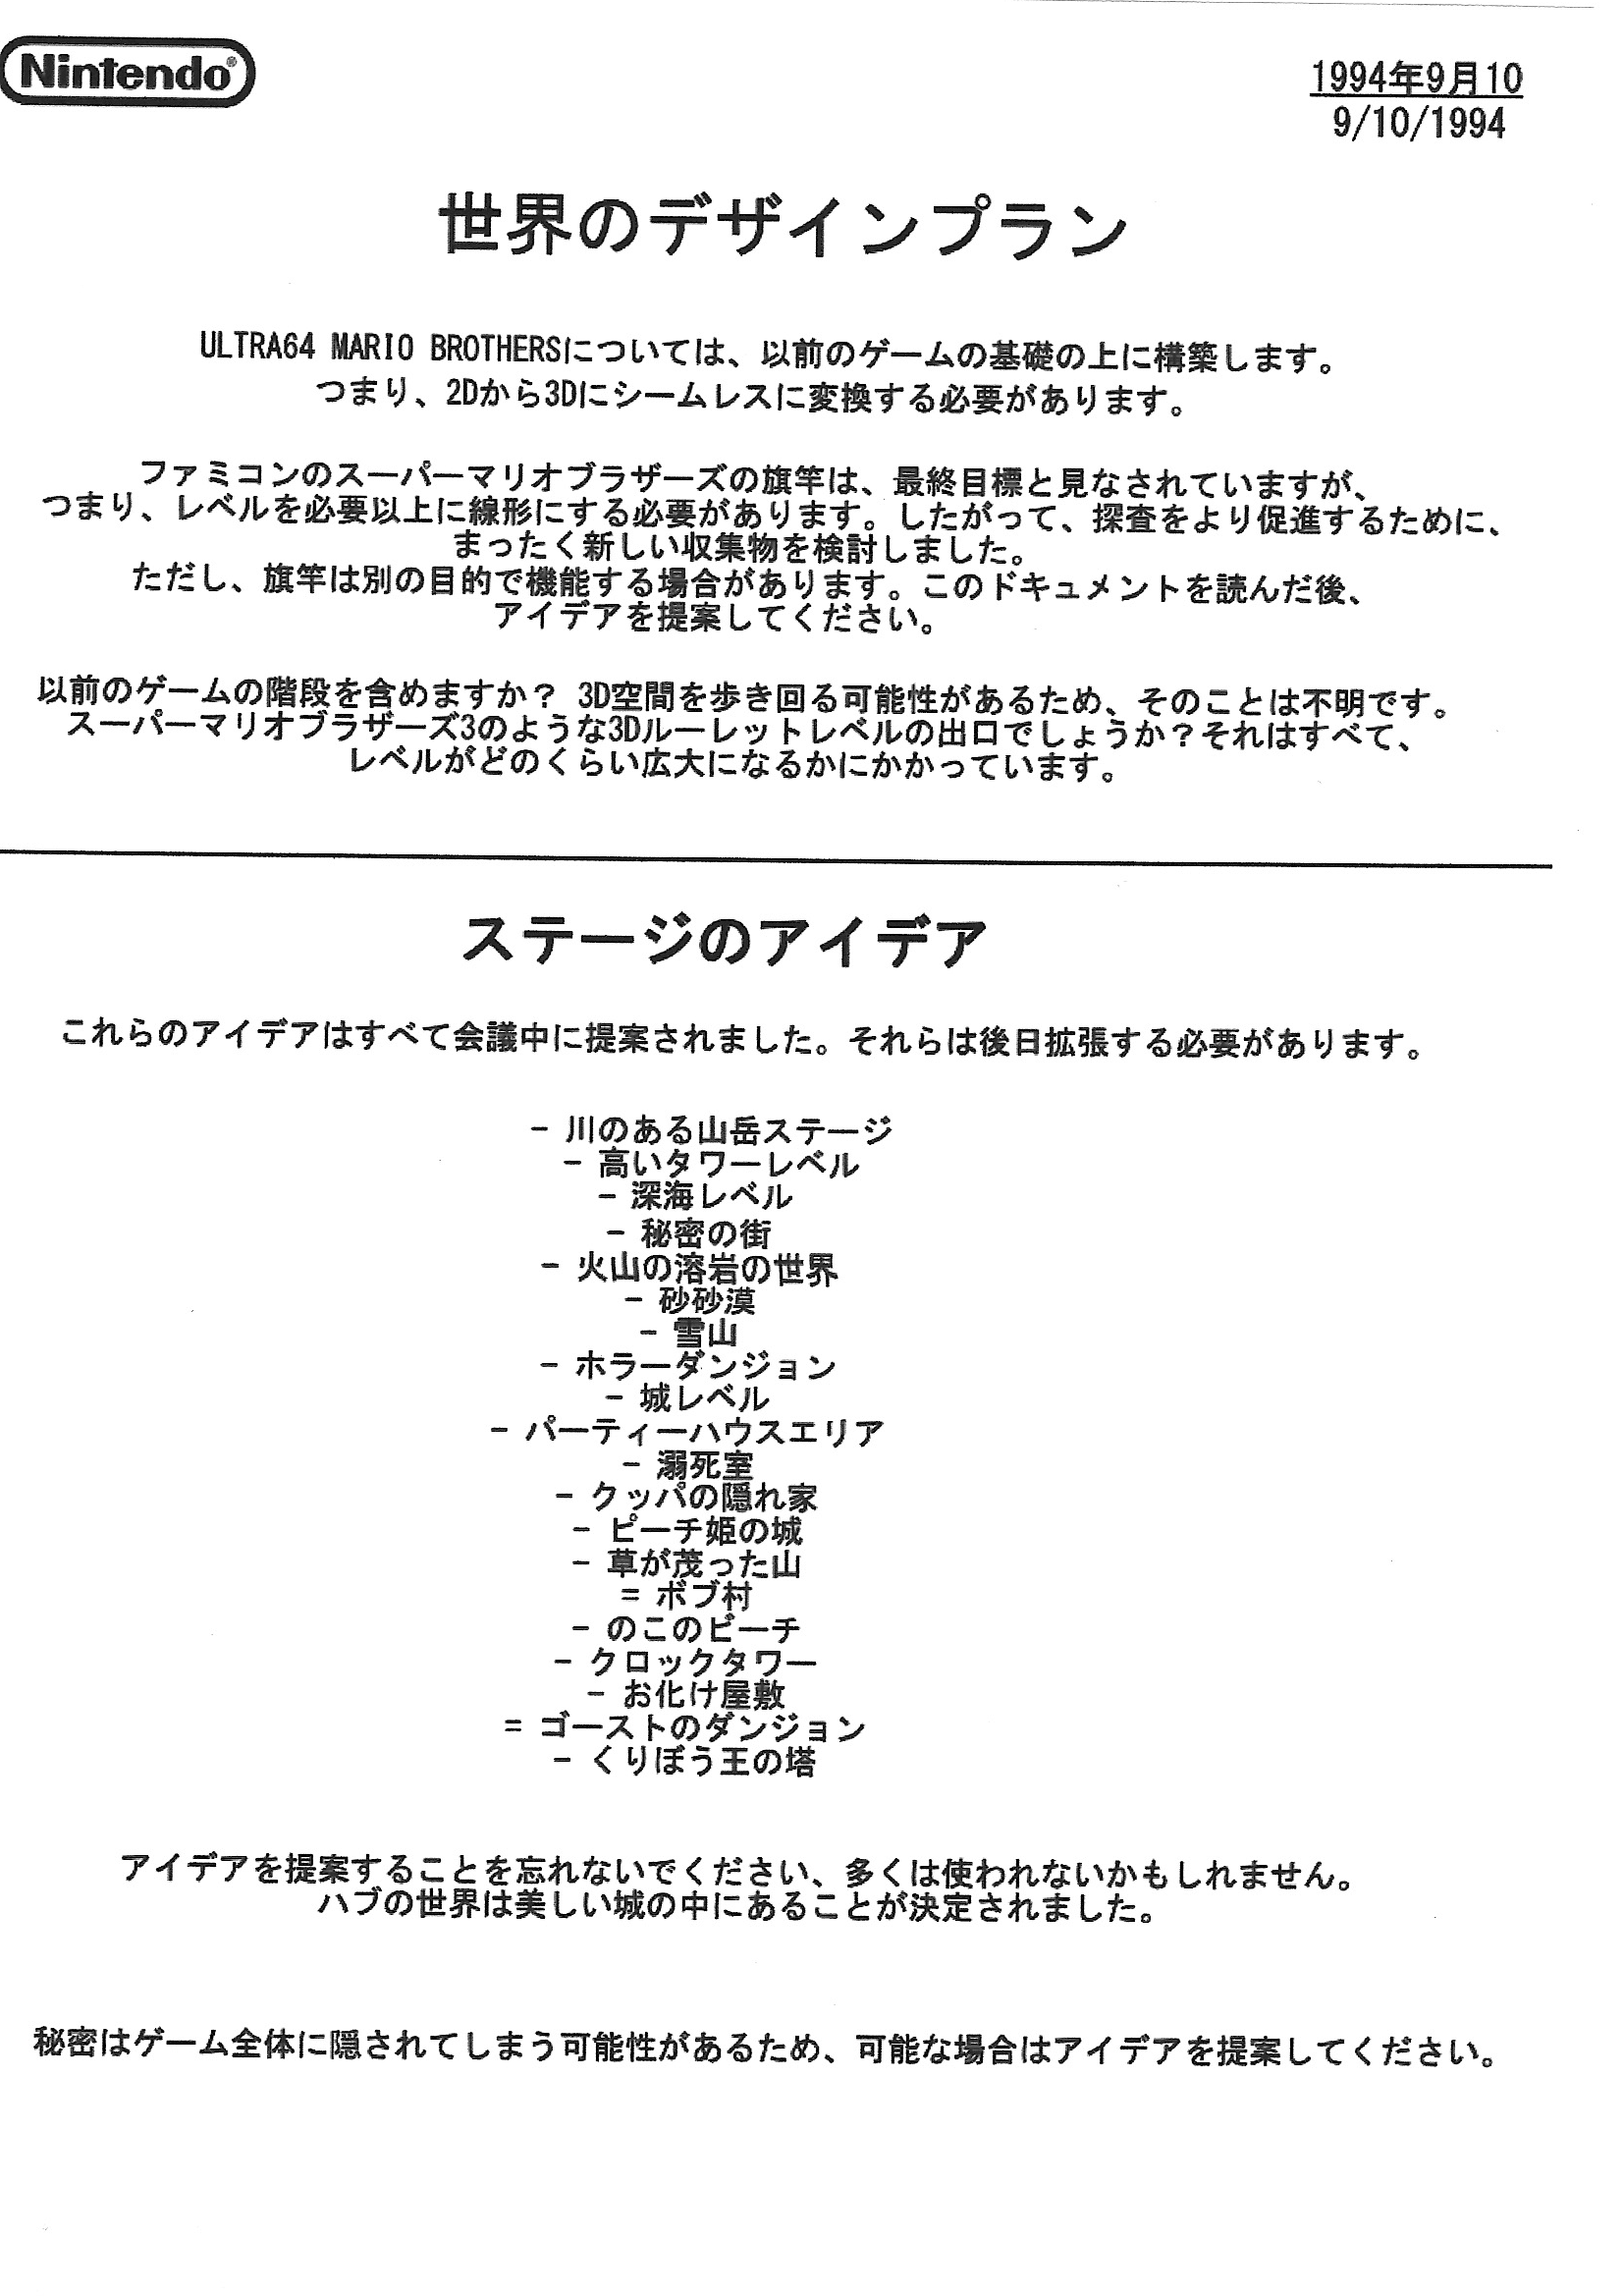 Nintendo®
1994年9月10
9/10/1994
世界のデザインプラン
ULTRA64 MARIO BROTHERSについては、以前のゲームの基礎の上に構築します。
つまり、2Dから3Dにシームレスに変換する必要があります。
ファミコンのスーパーマリオブラザーズの旗竿は、最終目標と見なされていますが、
つまり、レベルを必要以上に線形にする必要があります。したがって、探査をより促進するために、
まったく新しい収集物を検討しました。
ただし、旗竿は別の目的で機能する場合があります。このドキュメントを読んだ後、
アイデアを提案してください。
以前のゲームの階段を含めますか? 3D空間を歩き回る可能性があるため、そのことは不明です。
スーパーマリオブラザーズ3のような3Dルーレットレベルの出口でしょうか?それはすべて、
レベルがどのくらい広大になるかにかかっています。
ステージのアイデア
これらのアイデアはすべて会議中に提案されました。それらは後日拡張する必要があります。
- 川のある山岳ステージ
- 高いタワーレベル
- 深海レベル
- 秘密の街
- 火山の溶岩の世界
- 砂砂漠
- 雪山
- ホラーダンジョン
- 城レベル
- パーティーハウスエリア
- 溺死室
- クッパの隠れ家
- ピーチ姫の城
- 草が茂った山
= ボブ村
- のこのビーチ
- クロックタワー
- お化け屋敷
= ゴーストのダンジョン
- くりぼう王の塔
アイデアを提案することを忘れないでください、多くは使われないかもしれません。
ハブの世界は美しい城の中にあることが決定されました。
秘密はゲーム全体に隠されてしまう可能性があるため、可能な場合はアイデアを提案してください。